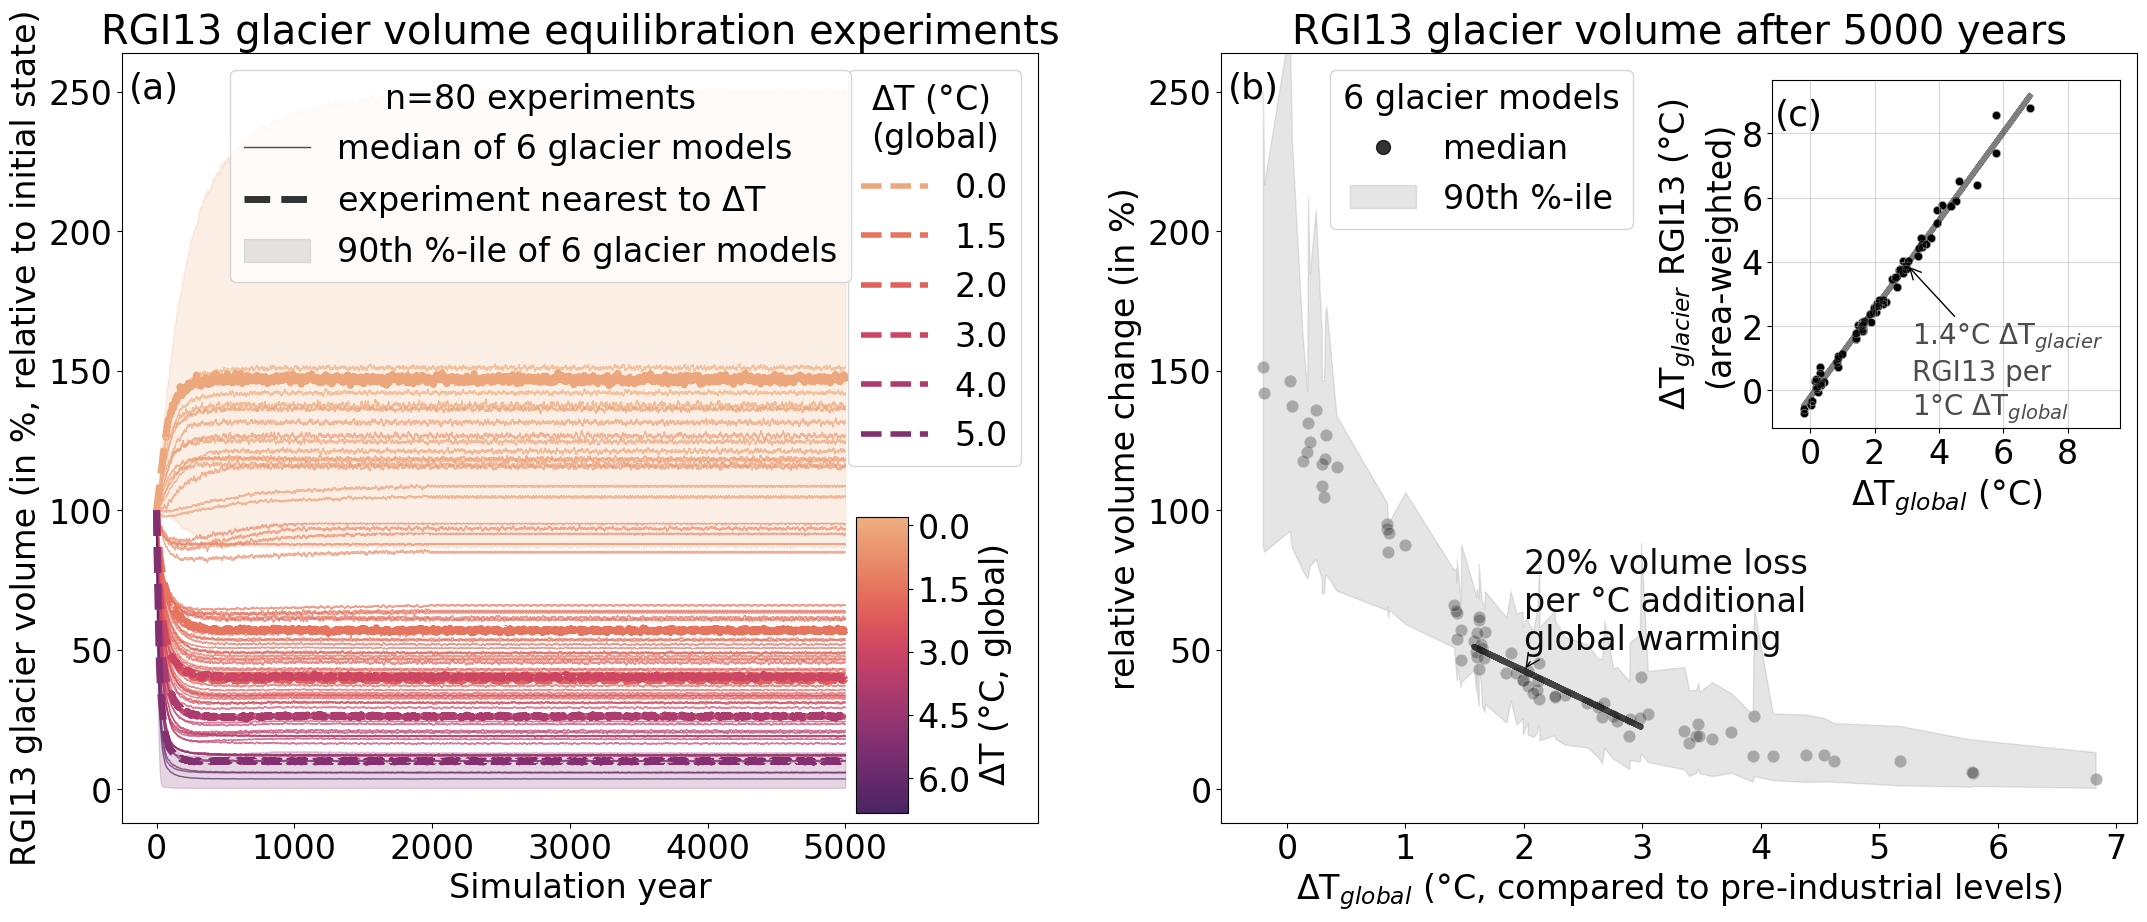 RGI13 glacier volume equilibration experiments
RGI13 glacier volume (in %, relative to initial state)
(a)
n=80 experiments
median of 6 glacier models
experiment nearest to ΔT
90th %-ile of 6 glacier models
ΔT (°C)
(global)
0.0
1.5
2.0
3.0
4.0
5.0
250
200
150
100
50
0
0 1000 2000 3000 4000 5000
Simulation year
0.0
1.5
3.0
4.5
6.0
ΔT (°C, global)
RGI13 glacier volume after 5000 years
relative volume change (in %)
(b)
6 glacier models
median
90th %-ile
250
200
150
100
50
0
20% volume loss
per °C additional
global warming
0 1 2 3 4 5 6 7
ΔTglobal (°C, compared to pre-industrial levels)
(c)
ΔTglacier RGI13 (°C)
(area-weighted)
8
6
4
2
0
1.4°C ΔTglacier
RGI13 per
1°C ΔTglobal
0 2 4 6 8
ΔTglobal (°C)